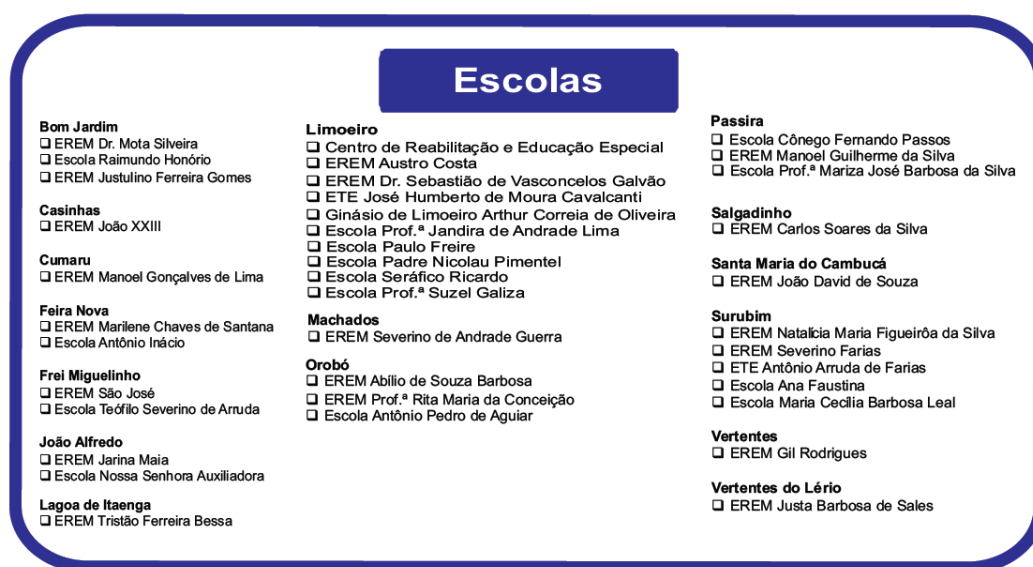 Escolas
Bom Jardim
❑ EREM Dr. Mota Silveira
❑ Escola Raimundo Honório
❑ EREM Justulino Ferreira Gomes
Casinhas
❑ EREM João XXIII
Cumaru
❑ EREM Manoel Gonçalves de Lima
Feira Nova
❑ EREM Marilene Chaves de Santana
❑ Escola Antônio Inácio
Frei Miguelinho
❑ EREM São José
❑ Escola Teófilo Severino de Arruda
João Alfredo
❑ EREM Jarina Maia
❑ Escola Nossa Senhora Auxiliadora
Lagoa de Itaenga
❑ EREM Tristão Ferreira Bessa
Limoeiro
❑ Centro de Reabilitação e Educação Especial
❑ EREM Austro Costa
❑ EREM Dr. Sebastião de Vasconcelos Galvão
❑ ETE José Humberto de Moura Cavalcanti
❑ Ginásio de Limoeiro Arthur Correia de Oliveira
❑ Escola Prof.ª Jandira de Andrade Lima
❑ Escola Paulo Freire
❑ Escola Padre Nicolau Pimentel
❑ Escola Seráfico Ricardo
❑ Escola Prof.ª Suzel Galiza
Machados
❑ EREM Severino de Andrade Guerra
Orobó
❑ EREM Abílio de Souza Barbosa
❑ EREM Prof.ª Rita Maria da Conceição
❑ Escola Antônio Pedro de Aguiar
Passira
❑ Escola Cônego Fernando Passos
❑ EREM Manoel Guilherme da Silva
❑ Escola Prof.ª Mariza José Barbosa da Silva
Salgadinho
❑ EREM Carlos Soares da Silva
Santa Maria do Cambucá
❑ EREM João David de Souza
Surubim
❑ EREM Natalícia Maria Figueirôa da Silva
❑ EREM Severino Farias
❑ ETE Antônio Arruda de Farias
❑ Escola Ana Faustina
❑ Escola Maria Cecília Barbosa Leal
Vertentes
❑ EREM Gil Rodrigues
Vertentes do Lério
❑ EREM Justa Barbosa de Sales